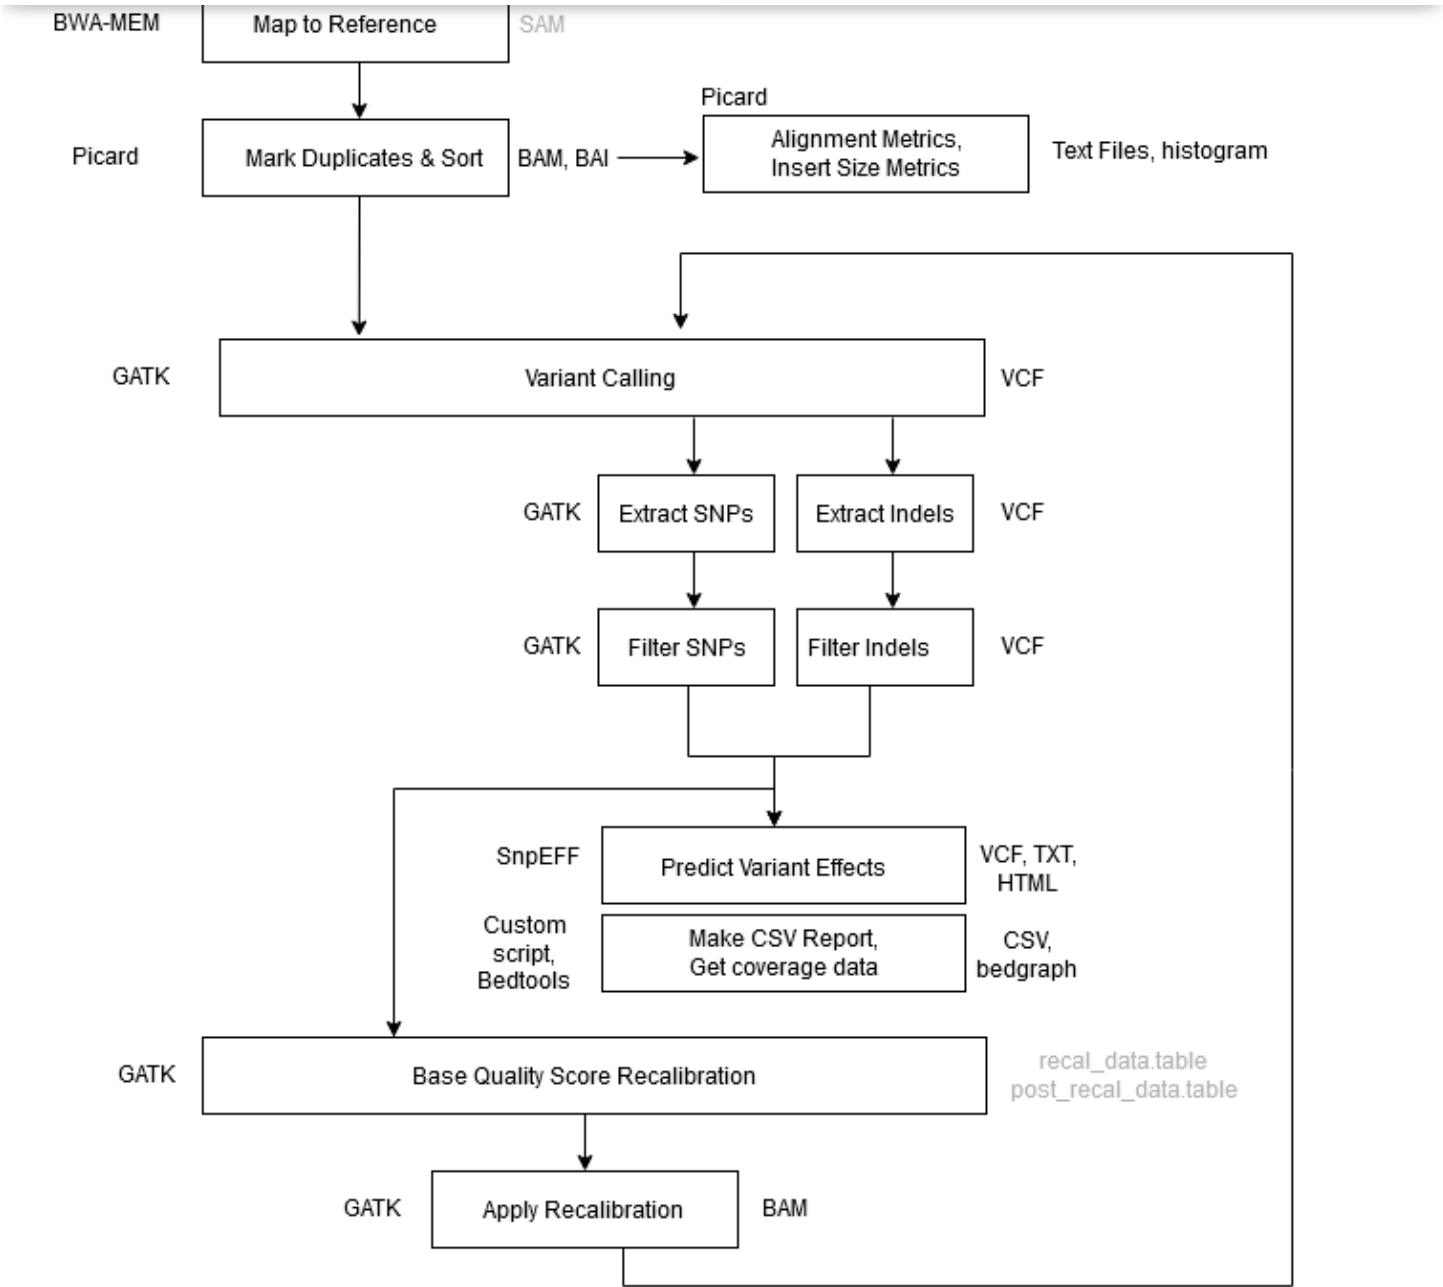 BWA-MEM
Map to Reference
SAM
Picard
Mark Duplicates & Sort
BAM, BAI
Picard
Alignment Metrics,
Insert Size Metrics
Text Files, histogram
GATK
Variant Calling
VCF
GATK
Extract SNPs
Extract Indels
VCF
GATK
Filter SNPs
Filter Indels
VCF
SnpEFF
Predict Variant Effects
VCF, TXT,
HTML
Custom
script,
Bedtools
Make CSV Report,
Get coverage data
CSV,
bedgraph
GATK
Base Quality Score Recalibration
recal_data.table
post_recal_data.table
GATK
Apply Recalibration
BAM